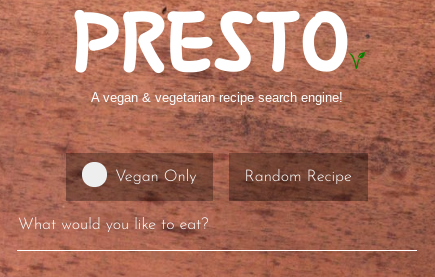 PRESTO
A vegan & vegetarian recipe search engine!
Vegan Only
Random Recipe
What would you like to eat?